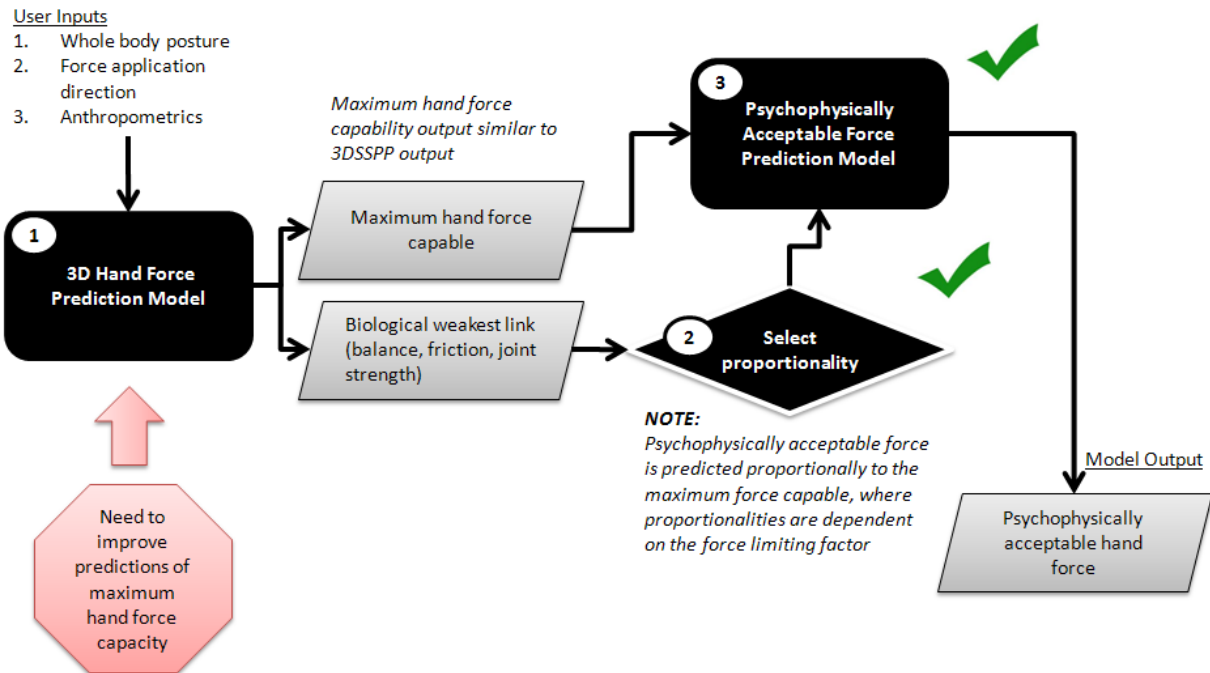 User Inputs
1. Whole body posture
2. Force application
direction
3. Anthropometrics
1
3D Hand Force
Prediction Model
Need to
improve
predictions of
maximum
hand force
capacity
Maximum hand force
capability output similar to
3DSSPP output
Maximum hand force
capable
Biological weakest link
(balance, friction, joint
strength)
2
Select
proportionality
NOTE:
Psychophysically acceptable force
is predicted proportionally to the
maximum force capable, where
proportionalities are dependent
on the force limiting factor
3
Psychophysically
Acceptable Force
Prediction Model
Model Output
Psychophysically
acceptable hand
force